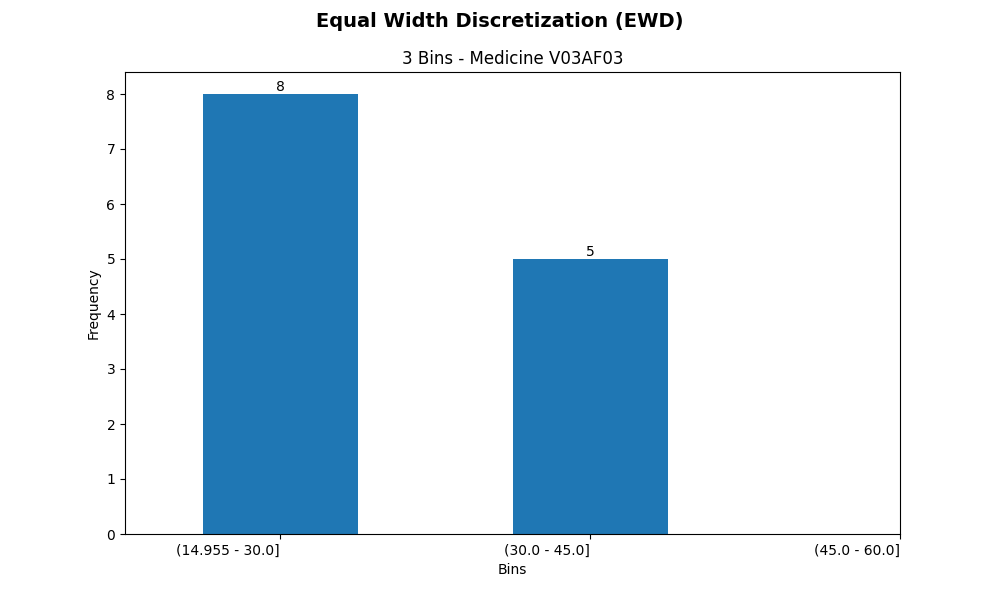 Equal Width Discretization (EWD)
3 Bins - Medicine V03AF03
8
5
8
7
6
5
4
3
2
1
0
Frequency
(14.955 - 30.0]
(30.0 - 45.0]
(45.0 - 60.0]
Bins